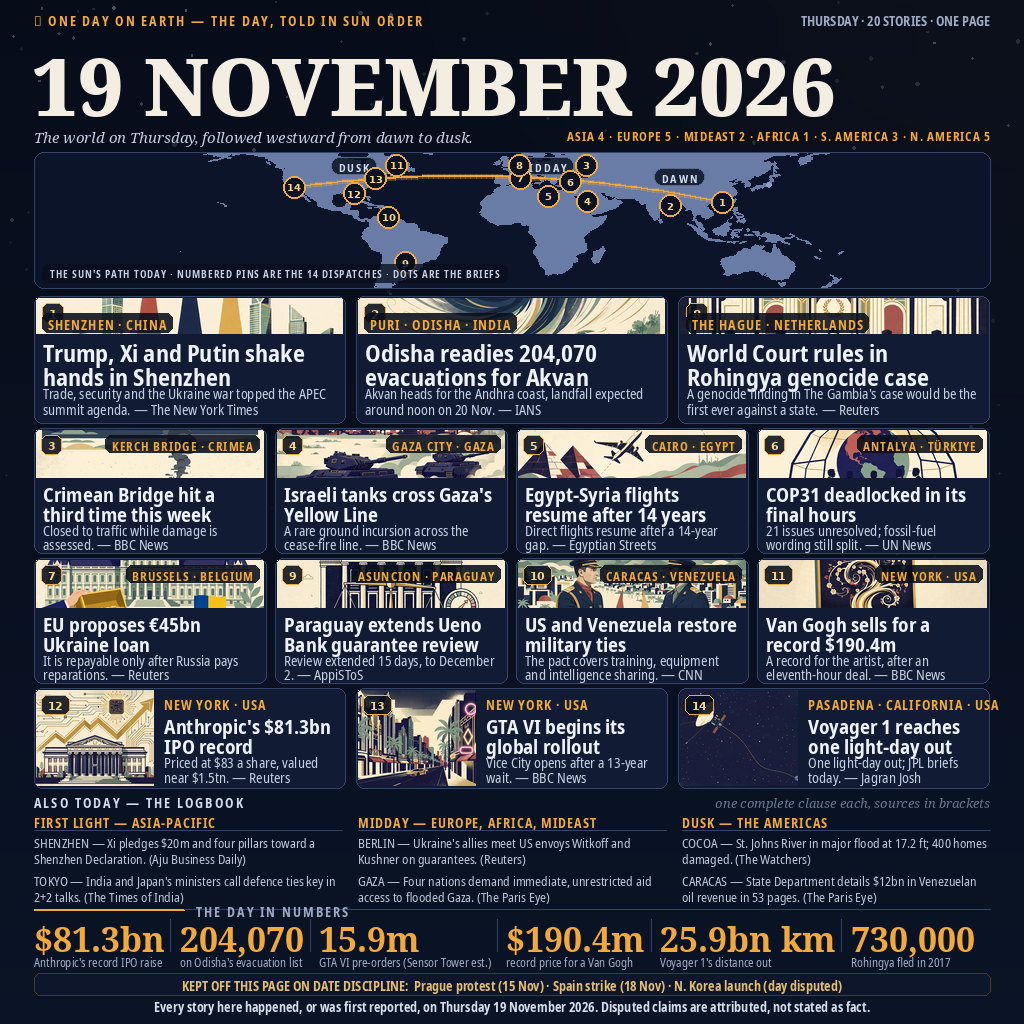 ONE DAY ON EARTH — THE DAY, TOLD IN SUN ORDER
THURSDAY · 20 STORIES · ONE PAGE
19 NOVEMBER 2026
The world on Thursday, followed westward from dawn to dusk.
ASIA 4 · EUROPE 5 · MIDEAST 2 · AFRICA 1 · S. AMERICA 3 · N. AMERICA 5
DUSK
DAWN
11
8
IDDAY
3
14
13
7
6
12
5
4
2
1
10
9
THE SUN'S PATH TODAY · NUMBERED PINS ARE THE 14 DISPATCHES · DOTS ARE THE BRIEFS
SHENZHEN · CHINA
Trump, Xi and Putin shake
hands in Shenzhen
Trade, security and the Ukraine war topped the APEC
summit agenda. — The New York Times
PURI · ODISHA · INDIA
Odisha readies 204,070
evacuations for Akvan
Akvan heads for the Andhra coast, landfall expected
around noon on 20 Nov. — IANS
THE HAGUE · NETHERLANDS
World Court rules in
Rohingya genocide case
A genocide finding in The Gambia's case would be the
first ever against a state. — Reuters
3
KERCH BRIDGE · CRIMEA
Crimean Bridge hit a
third time this week
Closed to traffic while damage is
assessed. — BBC News
4
GAZA CITY · GAZA
Israeli tanks cross Gaza's
Yellow Line
A rare ground incursion across the
cease-fire line. — BBC News
5
CAIRO · EGYPT
Egypt-Syria flights
resume after 14 years
Direct flights resume after a 14-year
gap. — Egyptian Streets
6
ANTALYA · TÜRKIYE
COP31 deadlocked in its
final hours
21 issues unresolved; fossil-fuel
wording still split. — UN News
7
BRUSSELS · BELGIUM
EU proposes €45bn
Ukraine loan
It is repayable only after Russia pays
reparations. — Reuters
9
ASUNCION · PARAGUAY
Paraguay extends Ueno
Bank guarantee review
Review extended 15 days, to December
2. — AppISToS
10
CARACAS · VENEZUELA
US and Venezuela restore
military ties
The pact covers training, equipment
and intelligence sharing. — CNN
11
NEW YORK · USA
Van Gogh sells for a
record $190.4m
A record for the artist, after an
eleventh-hour deal. — BBC News
12
NEW YORK · USA
Anthropic's $81.3bn
IPO record
Priced at $83 a share, valued
near $1.5tn. — Reuters
13
NEW YORK · USA
GTA VI begins its
global rollout
Vice City opens after a 13-year
wait. — BBC News
14
PASADENA · CALIFORNIA · USA
Voyager 1 reaches
one light-day out
One light-day out; JPL briefs
today. — Jagran Josh
ALSO TODAY — THE LOGBOOK
one complete clause each, sources in brackets
FIRST LIGHT — ASIA-PACIFIC
SHENZHEN — Xi pledges $20m and four pillars toward a
Shenzhen Declaration. (Aju Business Daily)
TOKYO — India and Japan's ministers call defence ties key in
2+2 talks. (The Times of India)
MIDDAY — EUROPE, AFRICA, MIDEAST
BERLIN — Ukraine's allies meet US envoys Witkoff and
Kushner on guarantees. (Reuters)
GAZA — Four nations demand immediate, unrestricted aid
access to flooded Gaza. (The Paris Eye)
DUSK — THE AMERICAS
COCOA — St. Johns River in major flood at 17.2 ft; 400 homes
damaged. (The Watchers)
CARACAS — State Department details $12bn in Venezuelan
oil revenue in 53 pages. (The Paris Eye)
THE DAY IN NUMBERS
$81.3bn
Anthropic's record IPO raise
204,070
on Odisha's evacuation list
15.9m
GTA VI pre-orders (Sensor Tower est.)
$190.4m
record price for a Van Gogh
25.9bn km
Voyager 1's distance out
730,000
Rohingya fled in 2017
KEPT OFF THIS PAGE ON DATE DISCIPLINE: Prague protest (15 Nov) · Spain strike (18 Nov) · N. Korea launch (day disputed)
Every story here happened, or was first reported, on Thursday 19 November 2026. Disputed claims are attributed, not stated as fact.